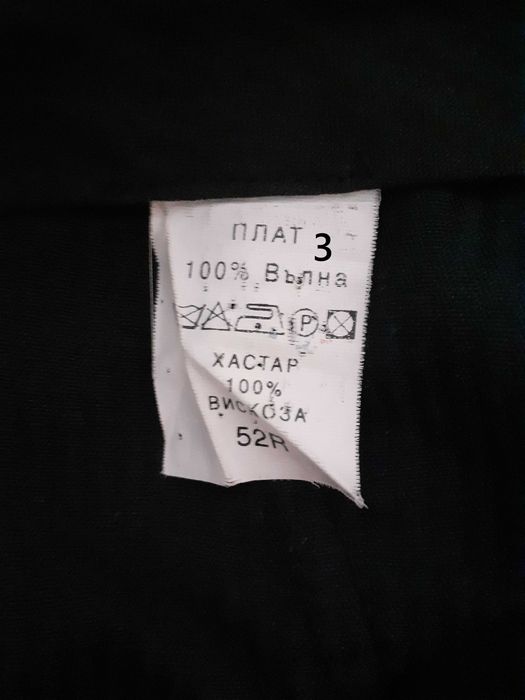 ПЛАТ 3
100% Вълна
P
ХАСТАР
100%
ВИСКОЗА
52R